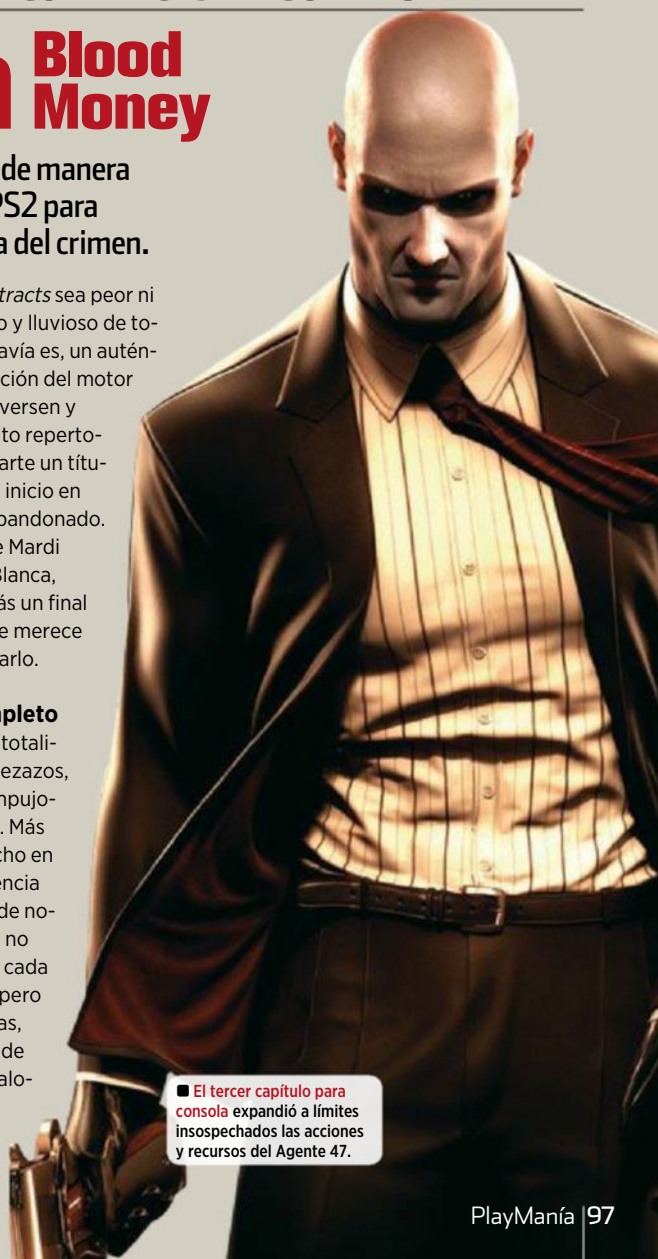 Blood
Money
de manera
PS2 para
a del crimen.
tracts sea peor ni
o y lluvioso de to-
avía es, un autén-
ción del motor
versen y
to reperto-
arte un títu-
inicio en
bandonado.
e Mardi
Blanca,
ás un final
e merece
arlo.
pleto
totali-
ezazos,
mpujo-
. Más
cho en
encia
de no-
no
cada
pero
as,
de
alo-
■ El tercer capítulo para
consola expandió a límites
insospechados las acciones
y recursos del Agente 47.
PlayManía |97